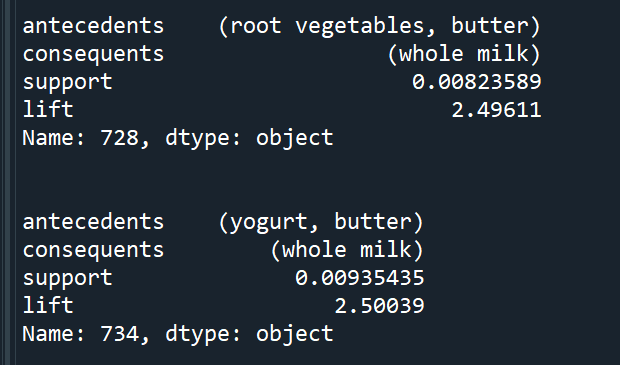 antecedents    (root vegetables, butter)
consequents                 (whole milk)
support                       0.00823589
lift                             2.49611
Name: 728, dtype: object
antecedents    (yogurt, butter)
consequents        (whole milk)
support              0.00935435
lift                    2.50039
Name: 734, dtype: object